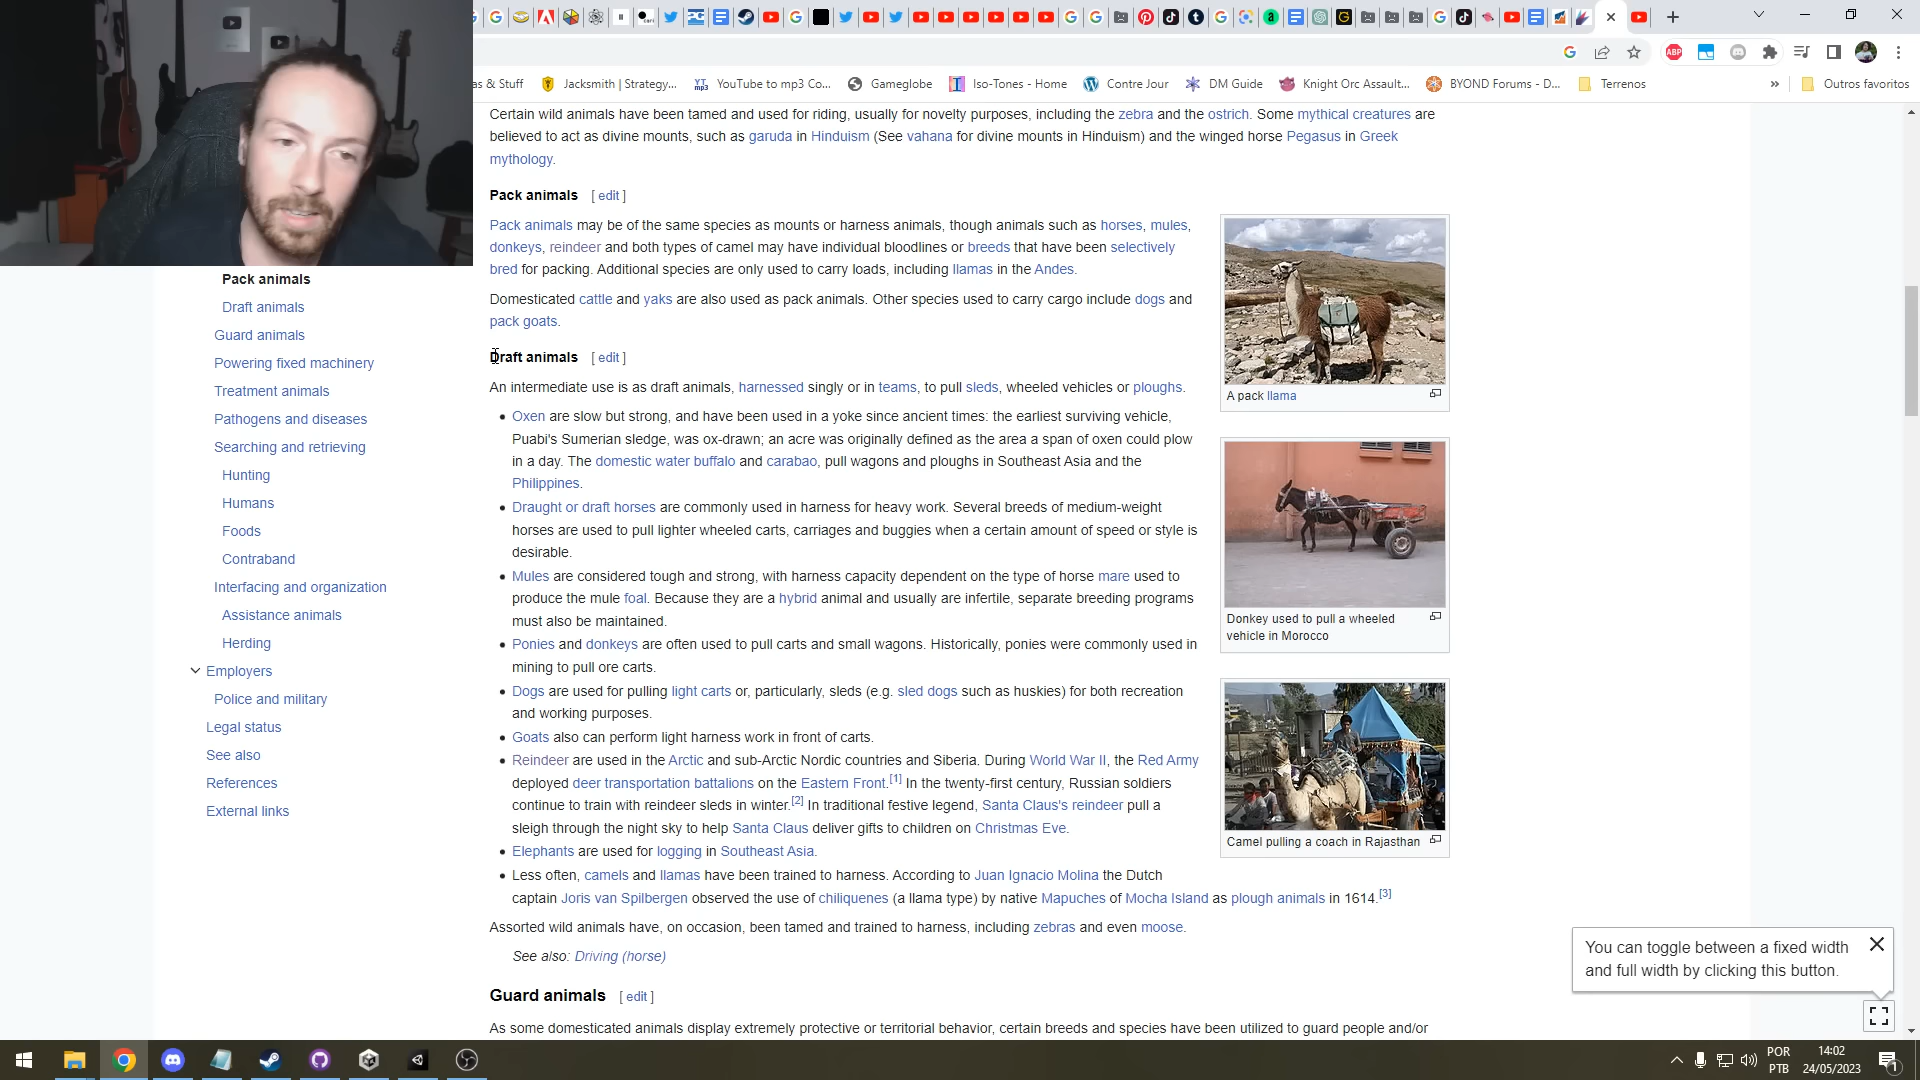 as & Stuff
Jacksmith | Strategy...
YouTube to mp3 Co...
Gameglobe
Iso-Tones - Home
Contre Jour
DM Guide
Knight Orc Assault...
BYOND Forums - D...
Terrenos
»
Outros favoritos
Certain wild animals have been tamed and used for riding, usually for novelty purposes, including the zebra and the ostrich. Some mythical creatures are
believed to act as divine mounts, such as garuda in Hinduism (See vahana for divine mounts in Hinduism) and the winged horse Pegasus in Greek
mythology.
Pack animals [ edit ]
Pack animals may be of the same species as mounts or harness animals, though animals such as horses, mules,
donkeys, reindeer and both types of camel may have individual bloodlines or breeds that have been selectively
bred for packing. Additional species are only used to carry loads, including llamas in the Andes.
Domesticated cattle and yaks are also used as pack animals. Other species used to carry cargo include dogs and
pack goats.
A pack llama
Draft animals [ edit ]
An intermediate use is as draft animals, harnessed singly or in teams, to pull sleds, wheeled vehicles or ploughs.
• Oxen are slow but strong, and have been used in a yoke since ancient times: the earliest surviving vehicle,
Puabi's Sumerian sledge, was ox-drawn; an acre was originally defined as the area a span of oxen could plow
in a day. The domestic water buffalo and carabao, pull wagons and ploughs in Southeast Asia and the
Philippines.
• Draught or draft horses are commonly used in harness for heavy work. Several breeds of medium-weight
horses are used to pull lighter wheeled carts, carriages and buggies when a certain amount of speed or style is
desirable.
• Mules are considered tough and strong, with harness capacity dependent on the type of horse mare used to
produce the mule foal. Because they are a hybrid animal and usually are infertile, separate breeding programs
must also be maintained.
• Ponies and donkeys are often used to pull carts and small wagons. Historically, ponies were commonly used in
mining to pull ore carts.
• Dogs are used for pulling light carts or, particularly, sleds (e.g. sled dogs such as huskies) for both recreation
and working purposes.
• Goats also can perform light harness work in front of carts.
• Reindeer are used in the Arctic and sub-Arctic Nordic countries and Siberia. During World War II, the Red Army
deployed deer transportation battalions on the Eastern Front.[1] In the twenty-first century, Russian soldiers
continue to train with reindeer sleds in winter.[2] In traditional festive legend, Santa Claus's reindeer pull a
sleigh through the night sky to help Santa Claus deliver gifts to children on Christmas Eve.
• Elephants are used for logging in Southeast Asia.
• Less often, camels and llamas have been trained to harness. According to Juan Ignacio Molina the Dutch
captain Joris van Spilbergen observed the use of chiliquenes (a llama type) by native Mapuches of Mocha Island as plough animals in 1614.[3]
Assorted wild animals have, on occasion, been tamed and trained to harness, including zebras and even moose.
See also: Driving (horse)
Donkey used to pull a wheeled
vehicle in Morocco
Camel pulling a coach in Rajasthan
Guard animals [ edit ]
As some domesticated animals display extremely protective or territorial behavior, certain breeds and species have been utilized to guard people and/or
Pack animals
Draft animals
Guard animals
Powering fixed machinery
Treatment animals
Pathogens and diseases
Searching and retrieving
Hunting
Humans
Foods
Contraband
Interfacing and organization
Assistance animals
Herding
Employers
Police and military
Legal status
See also
References
External links
You can toggle between a fixed width
and full width by clicking this button.
POR
PTB
14:02
24/05/2023
1
ABP